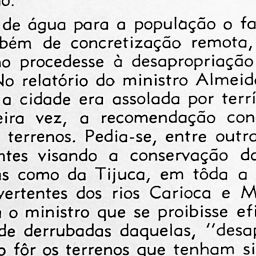 no.
de água para a população o fa
bém de concretização remota,
o procedesse à desapropriação
No relatório do ministro Almeid
a cidade era assolada por terrí
eira vez, a recomendação con
terrenos. Pedia-se, entre outro
ntes visando a conservação da
as como da Tijuca, em tôda a
vertentes dos rios Carioca e M
o ministro que se proibisse efi
de derrubadas daquelas, "desap
o fôr os terrenos que tenham si